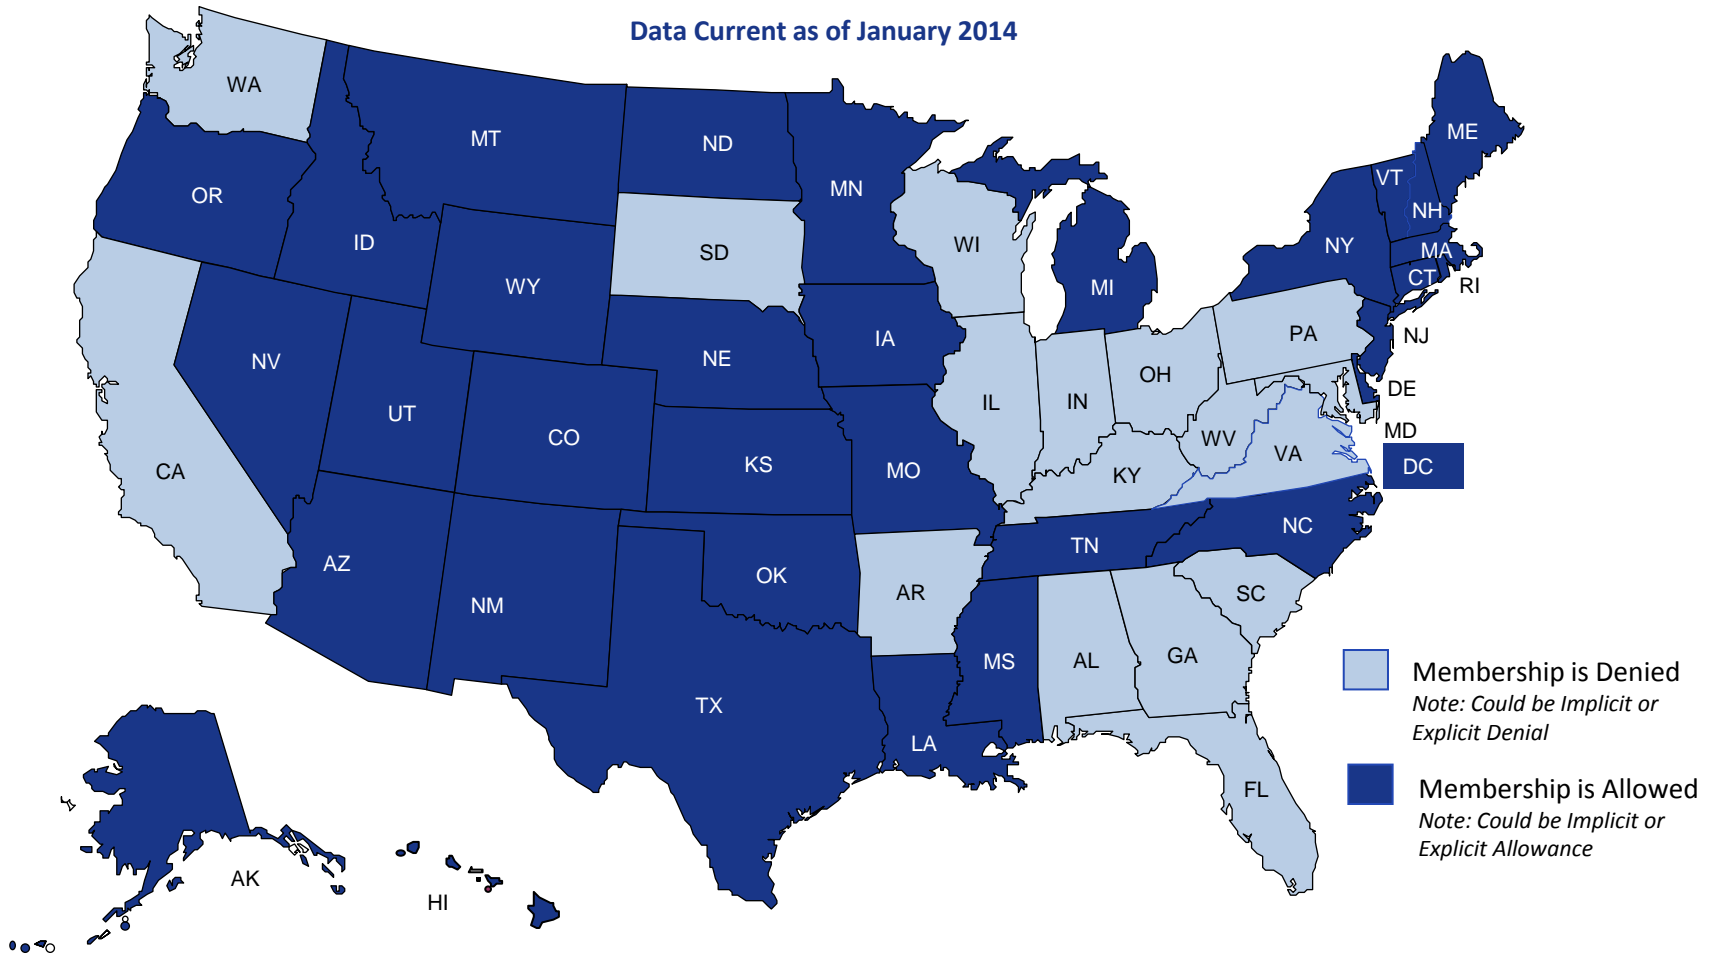 Data Current as of January 2014
WA
MT
ND
MN
ME
OR
ID
SD
WI
VT
NH
NY
MA
WY
MI
CT
RI
NV
NE
IA
PA
NJ
UT
CO
IL
IN
OH
DE
CA
KS
MO
KY
WV
VA
MD
DC
AZ
NM
OK
AR
TN
NC
SC
TX
LA
MS
AL
GA
FL
AK
HI
Membership is Denied
Note: Could be Implicit or
Explicit Denial
Membership is Allowed
Note: Could be Implicit or
Explicit Allowance